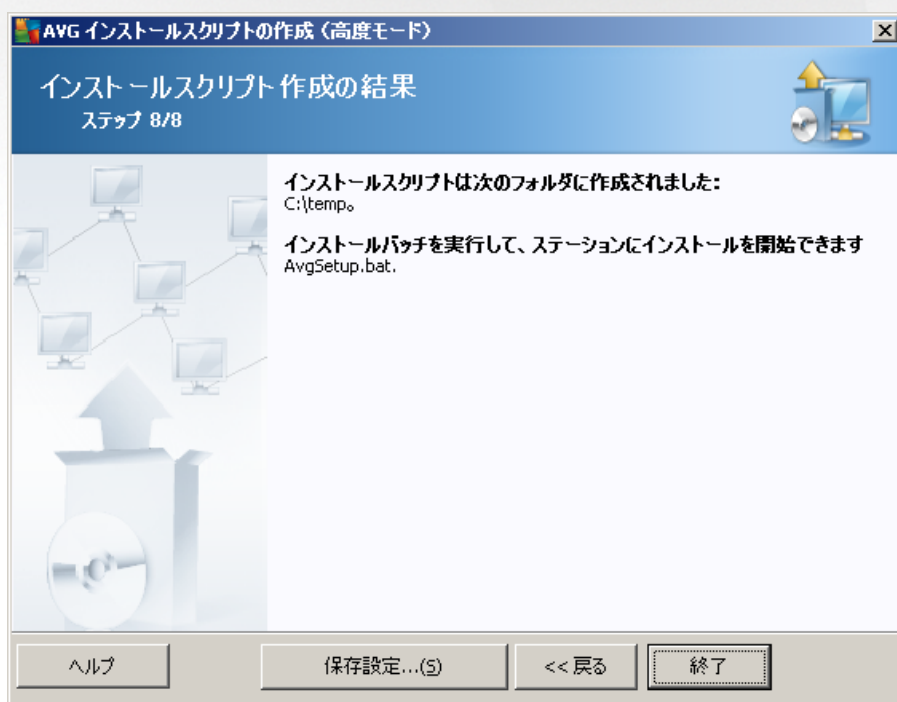 AVG インストールスクリプトの作成 (高度モード)
インストールスクリプト作成の結果
ステップ 8/8
インストールスクリプトは次のフォルダに作成されました:
C:\temp。
インストールバッチを実行して、ステーションにインストールを開始できます
AvgSetup.bat.
ヘルプ
保存設定...(S)
<< 戻る
終了